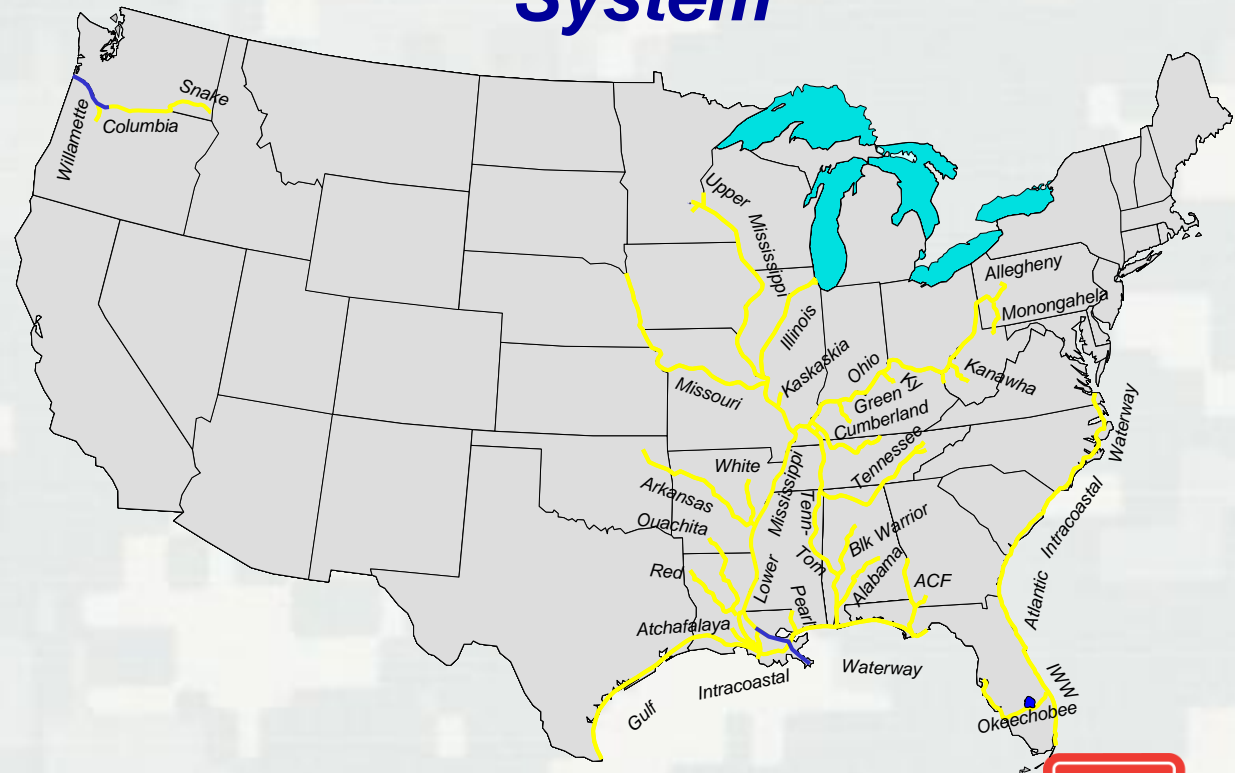 System
Snake
Willamette
Columbia
Upper
Mississippi
Illinois
Allegheny
Monongahela
Kaskaskia
Ohio
Ky
Kanawha
Missouri
Green
Cumberland
Waterway
White
Mississippi
Tennessee
Arkansas
Tenn-
Intracoastal
Ouachita
Blk Warrior
Tom
Red
Lower
Alabama
ACF
Pearl
Atlantic
Atchafalaya
Waterway
Intracoastal
IWW
Gulf
Okeechobee